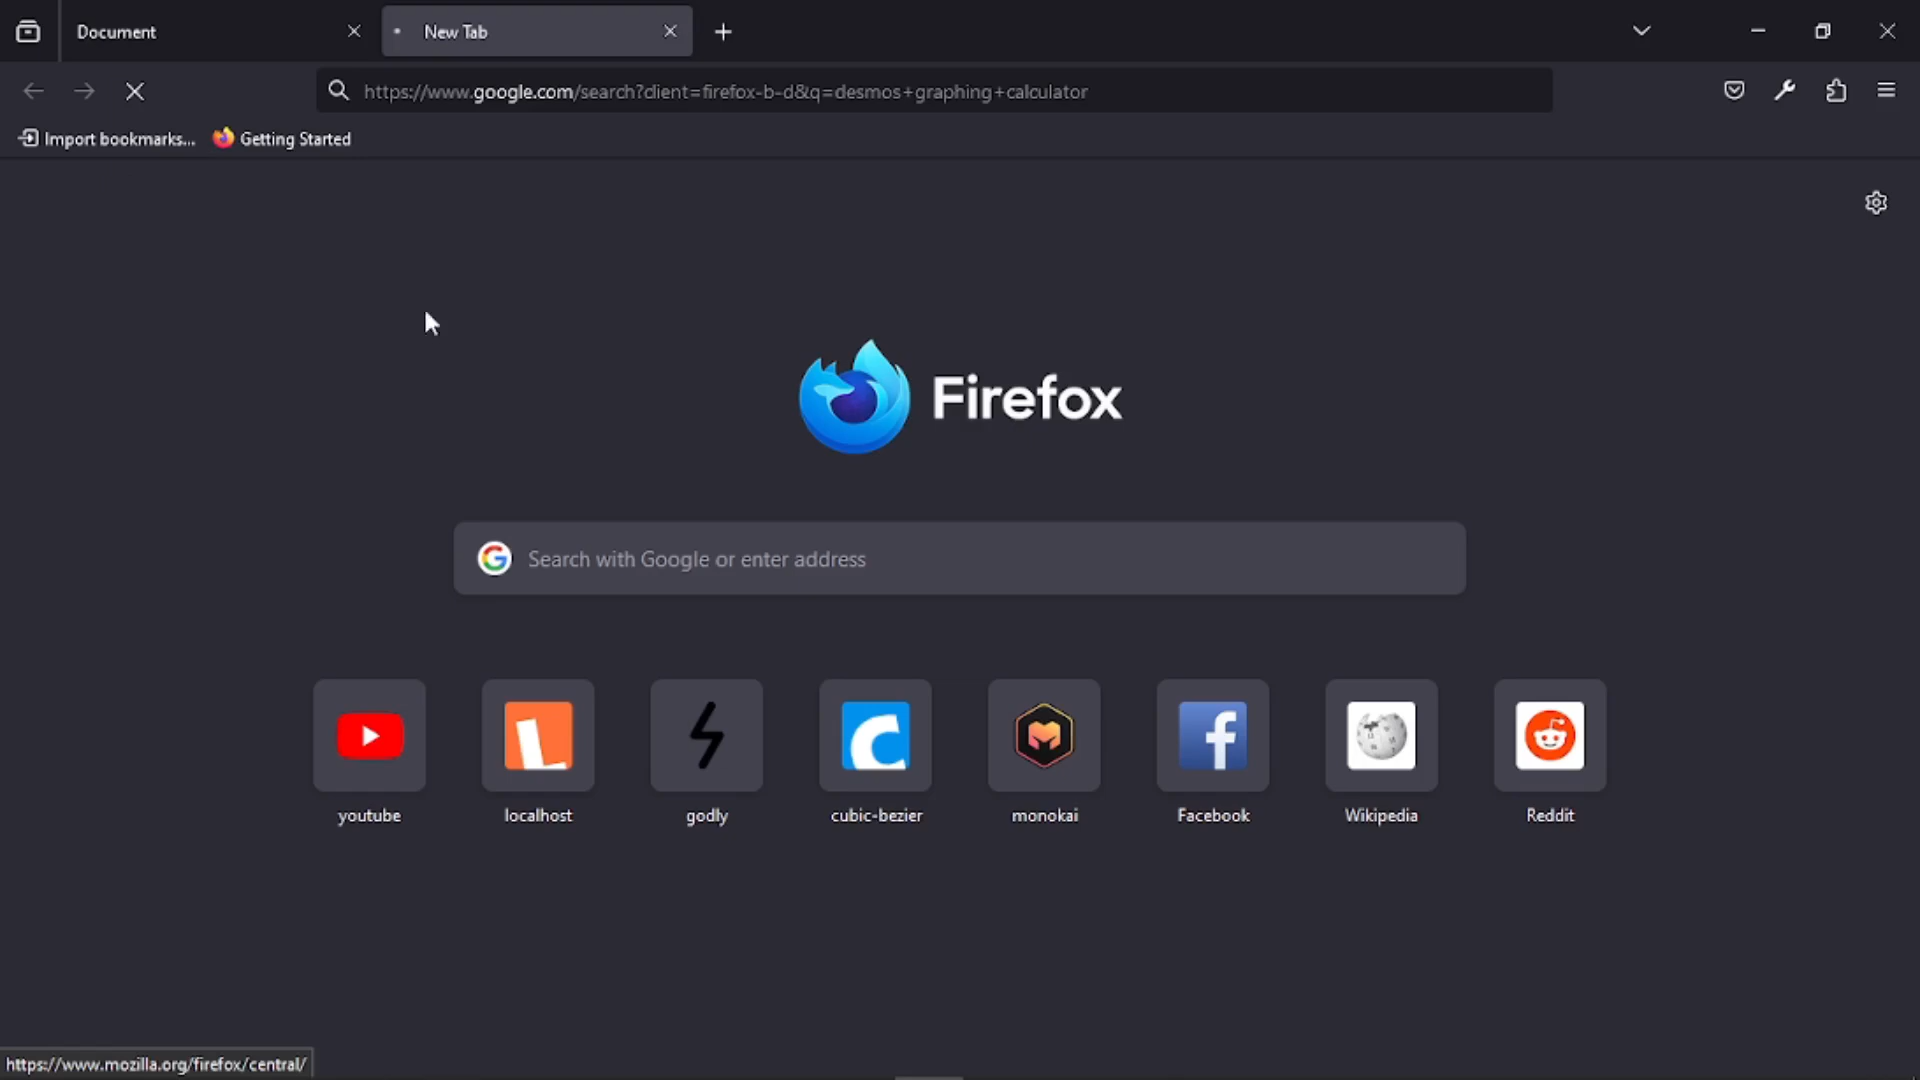 Document
New Tab
https://www.google.com/search?client=firefox-b-d&q=desmos+graphing+calculator
Import bookmarks...
Getting Started
Firefox
Search with Google or enter address
youtube
localhost
godly
cubic-bezier
monokai
Facebook
Wikipedia
Reddit
https://www.mozilla.org/firefox/central/